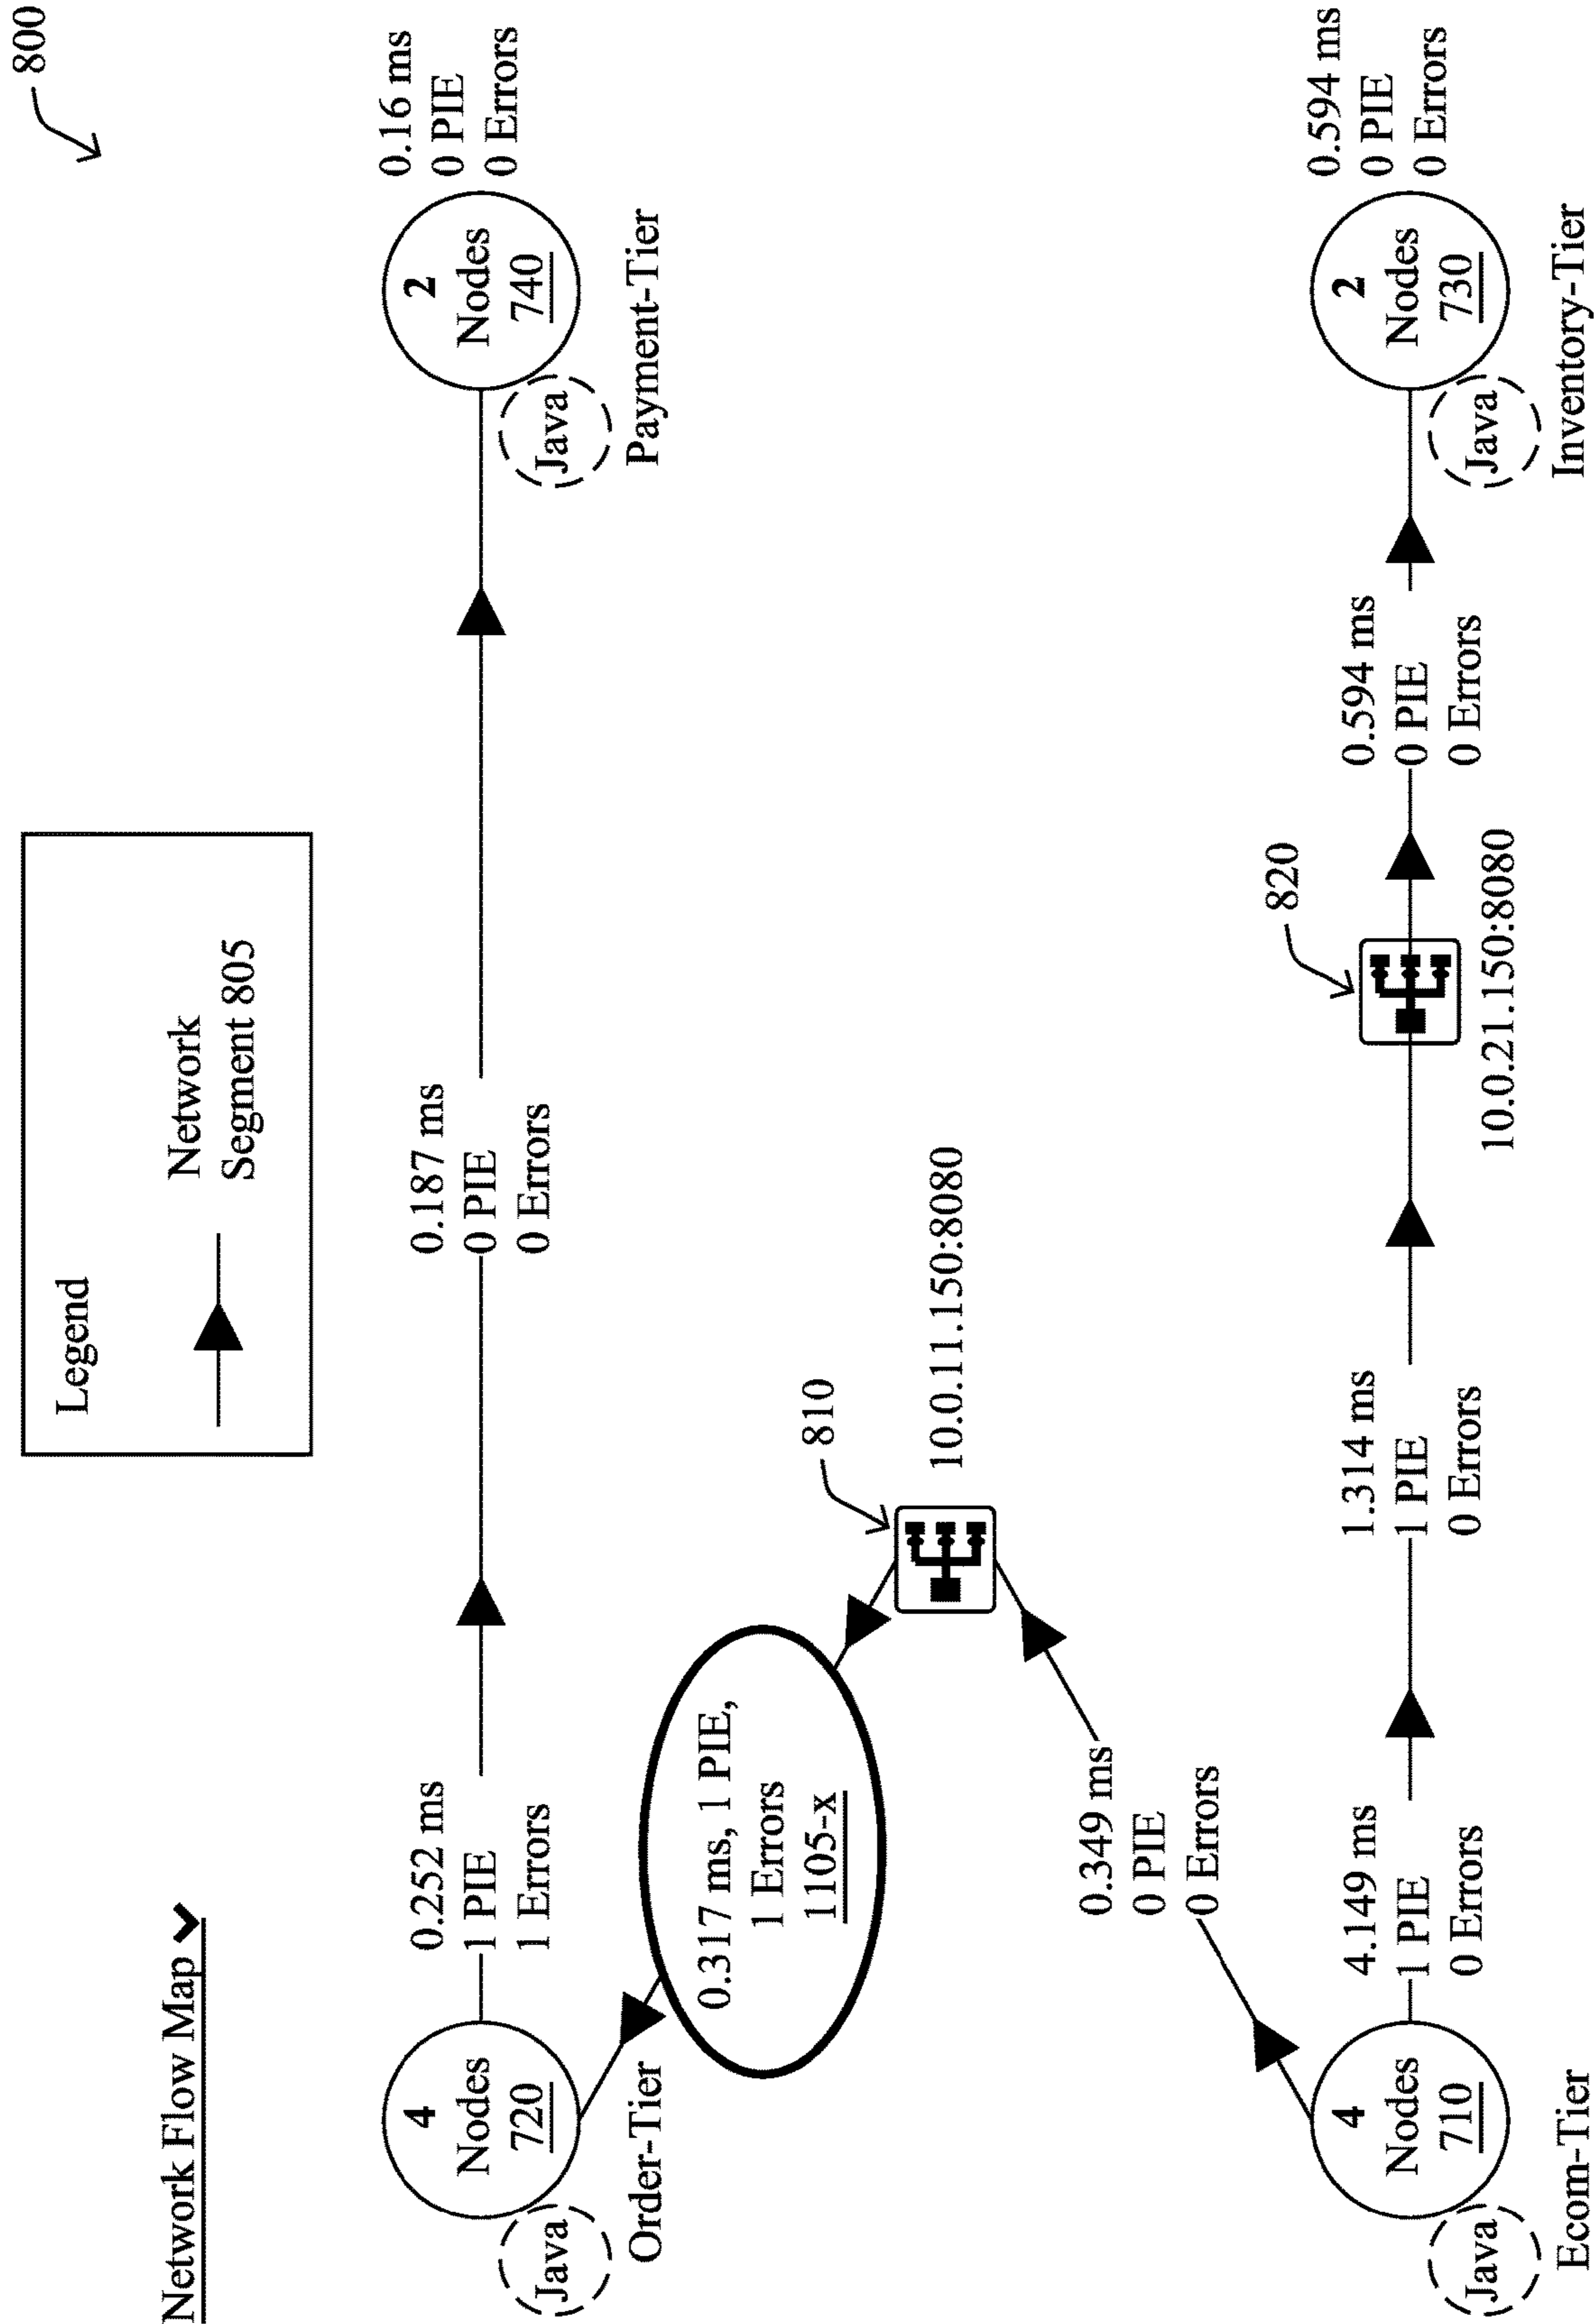 800
Network Flow Map
Legend
Network
Segment 805
4
Nodes
720
Java
Order-Tier
0.252 ms
1 PIE
1 Errors
0.187 ms
0 PIE
0 Errors
2
Nodes
740
Java
Payment-Tier
0.16 ms
0 PIE
0 Errors
0.317 ms, 1 PIE,
1 Errors
1105-x
810
10.0.11.150:8080
0.349 ms
0 PIE
0 Errors
4
Nodes
710
Java
Ecom-Tier
4.149 ms
1 PIE
0 Errors
1.314 ms
1 PIE
0 Errors
820
10.0.21.150:8080
0.594 ms
0 PIE
0 Errors
2
Nodes
730
Java
Inventory-Tier
0.594 ms
0 PIE
0 Errors